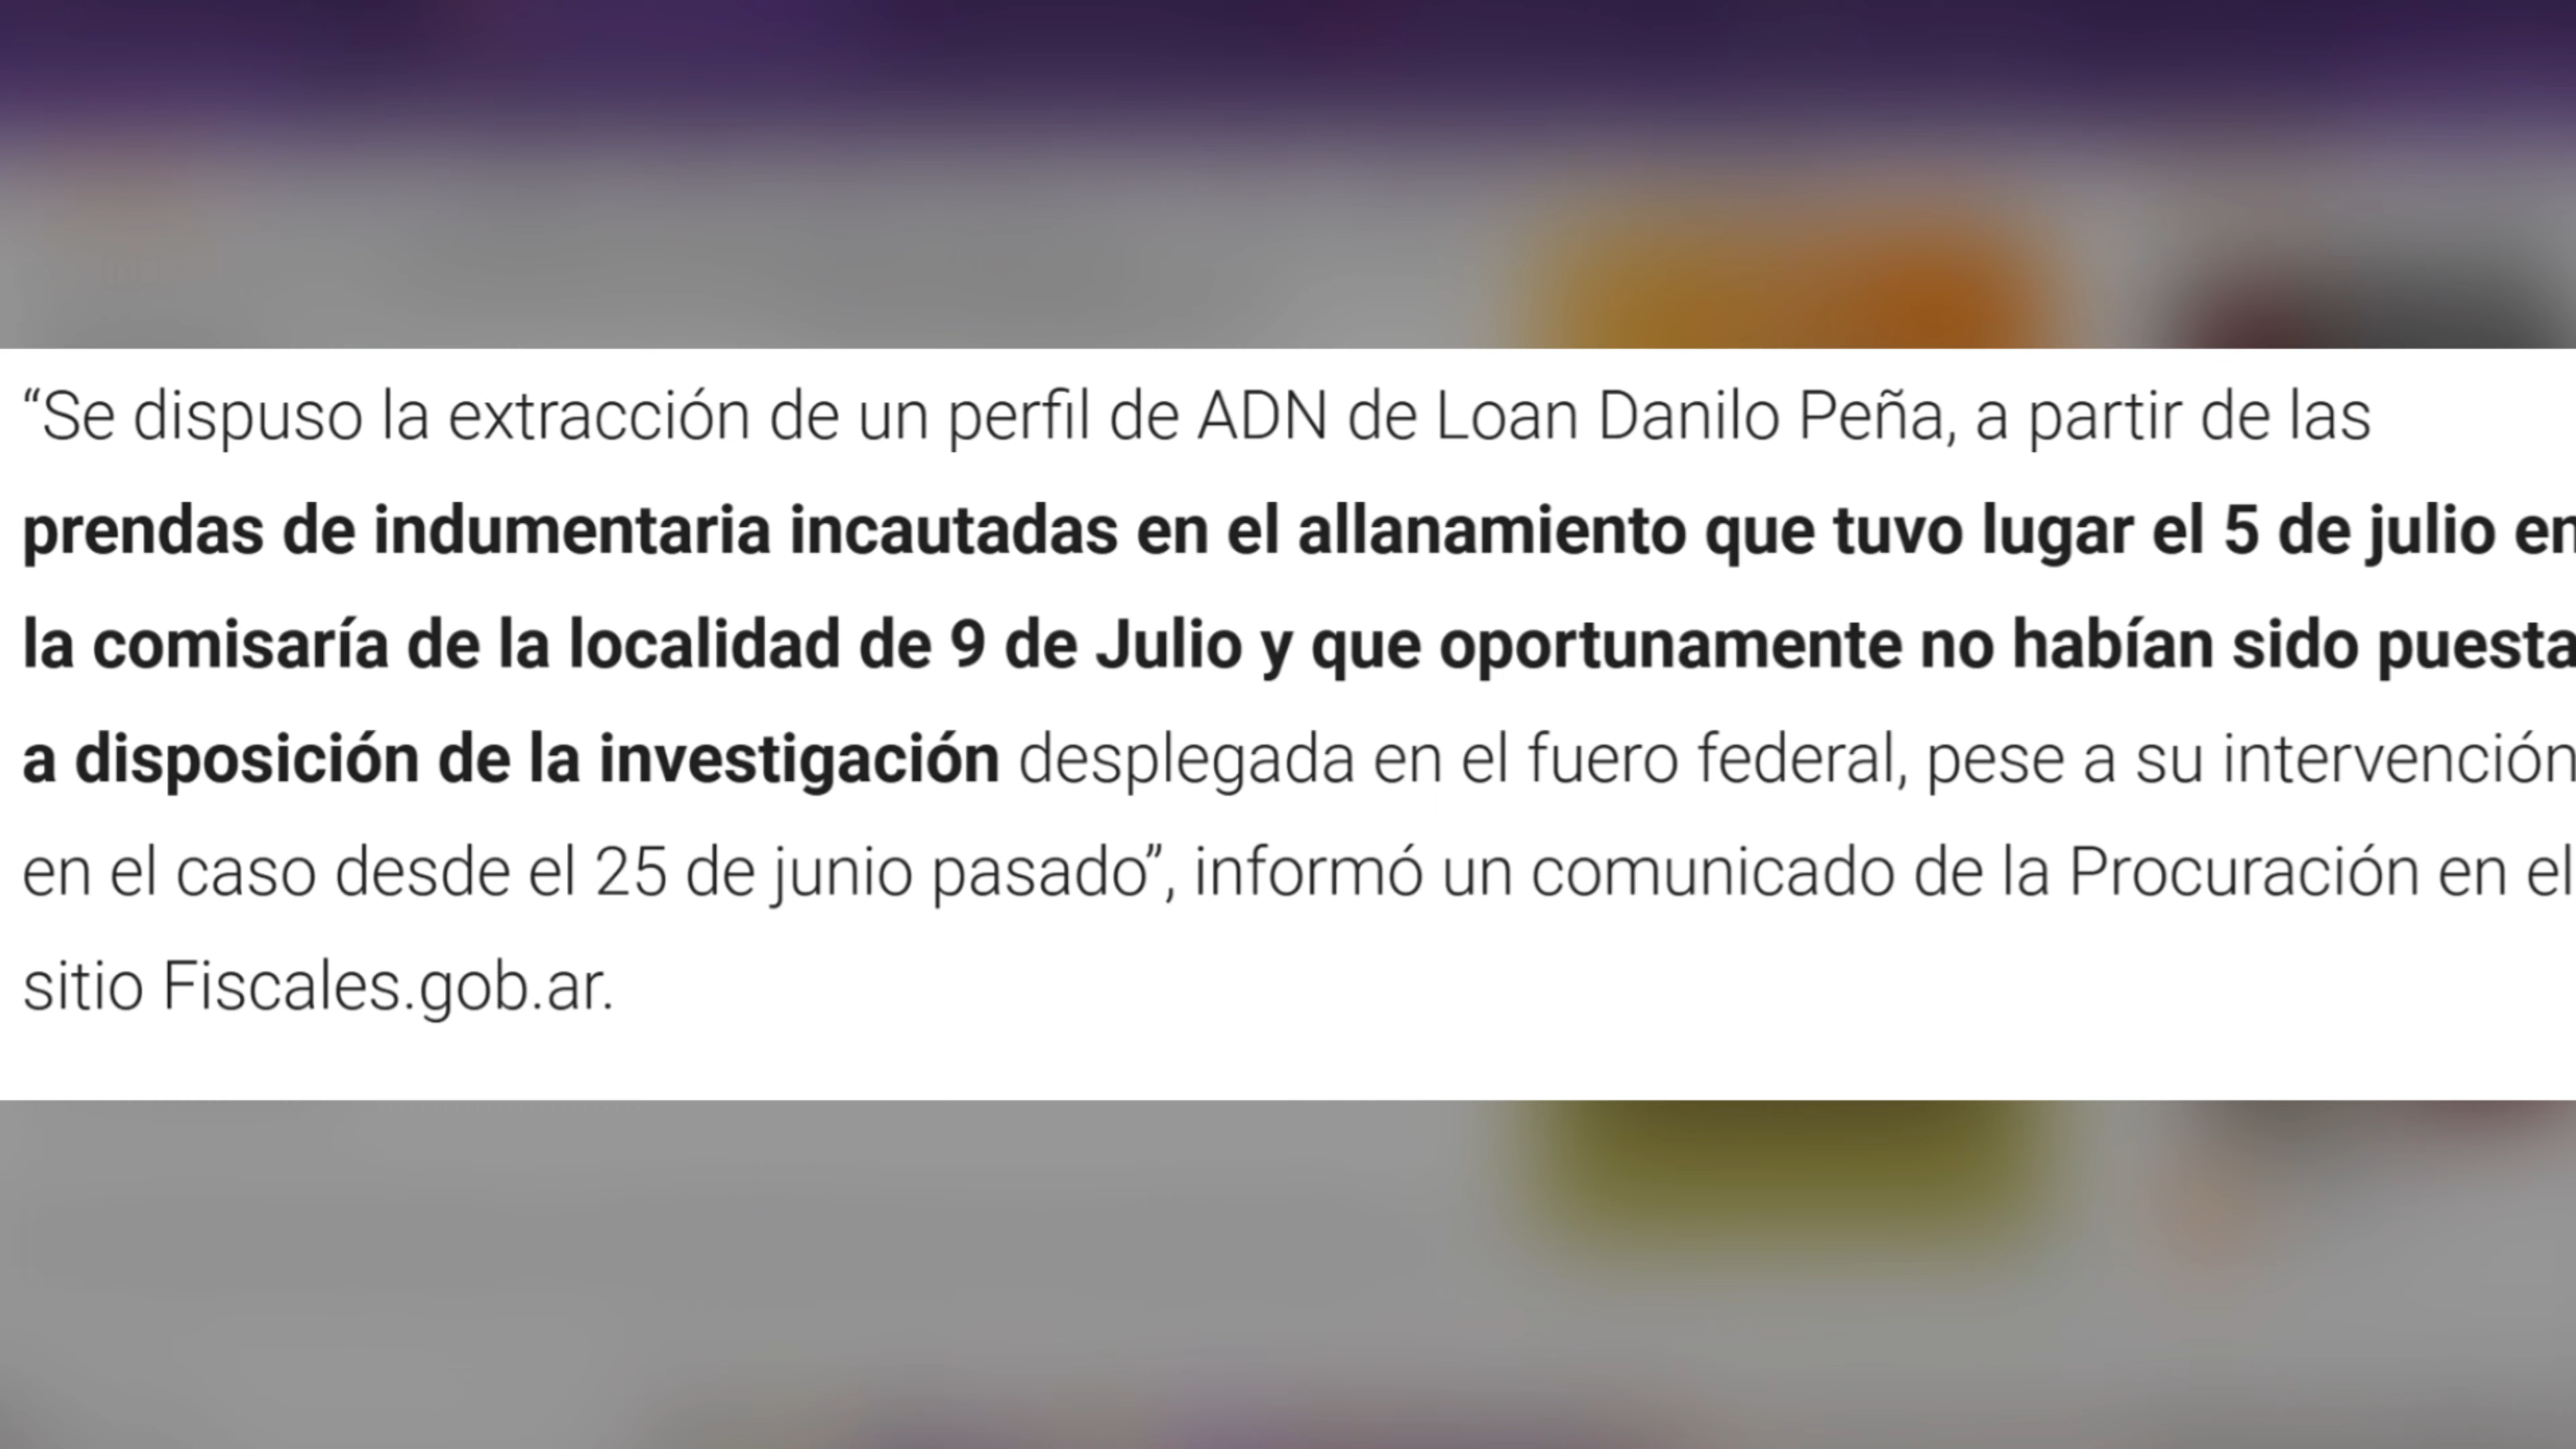 “Se dispuso la extracción de un perfil de ADN de Loan Danilo Peña, a partir de las
prendas de indumentaria incautadas en el allanamiento que tuvo lugar el 5 de julio en
la comisaría de la localidad de 9 de Julio y que oportunamente no habían sido puesta
a disposición de la investigación desplegada en el fuero federal, pese a su intervención
en el caso desde el 25 de junio pasado”, informó un comunicado de la Procuración en el
sitio Fiscales.gob.ar.